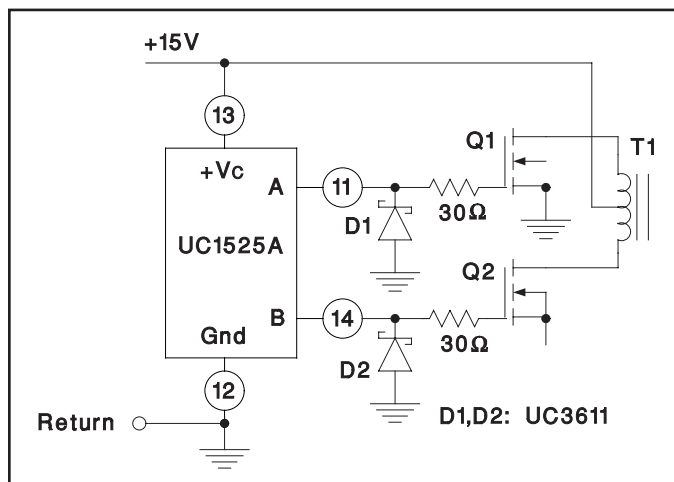 +15V
13
+Vc
A
11
UC1525A
B
14
Gnd
12
Return
D1
30Ω
Q1
T1
D2
30Ω
Q2
D1,D2: UC3611